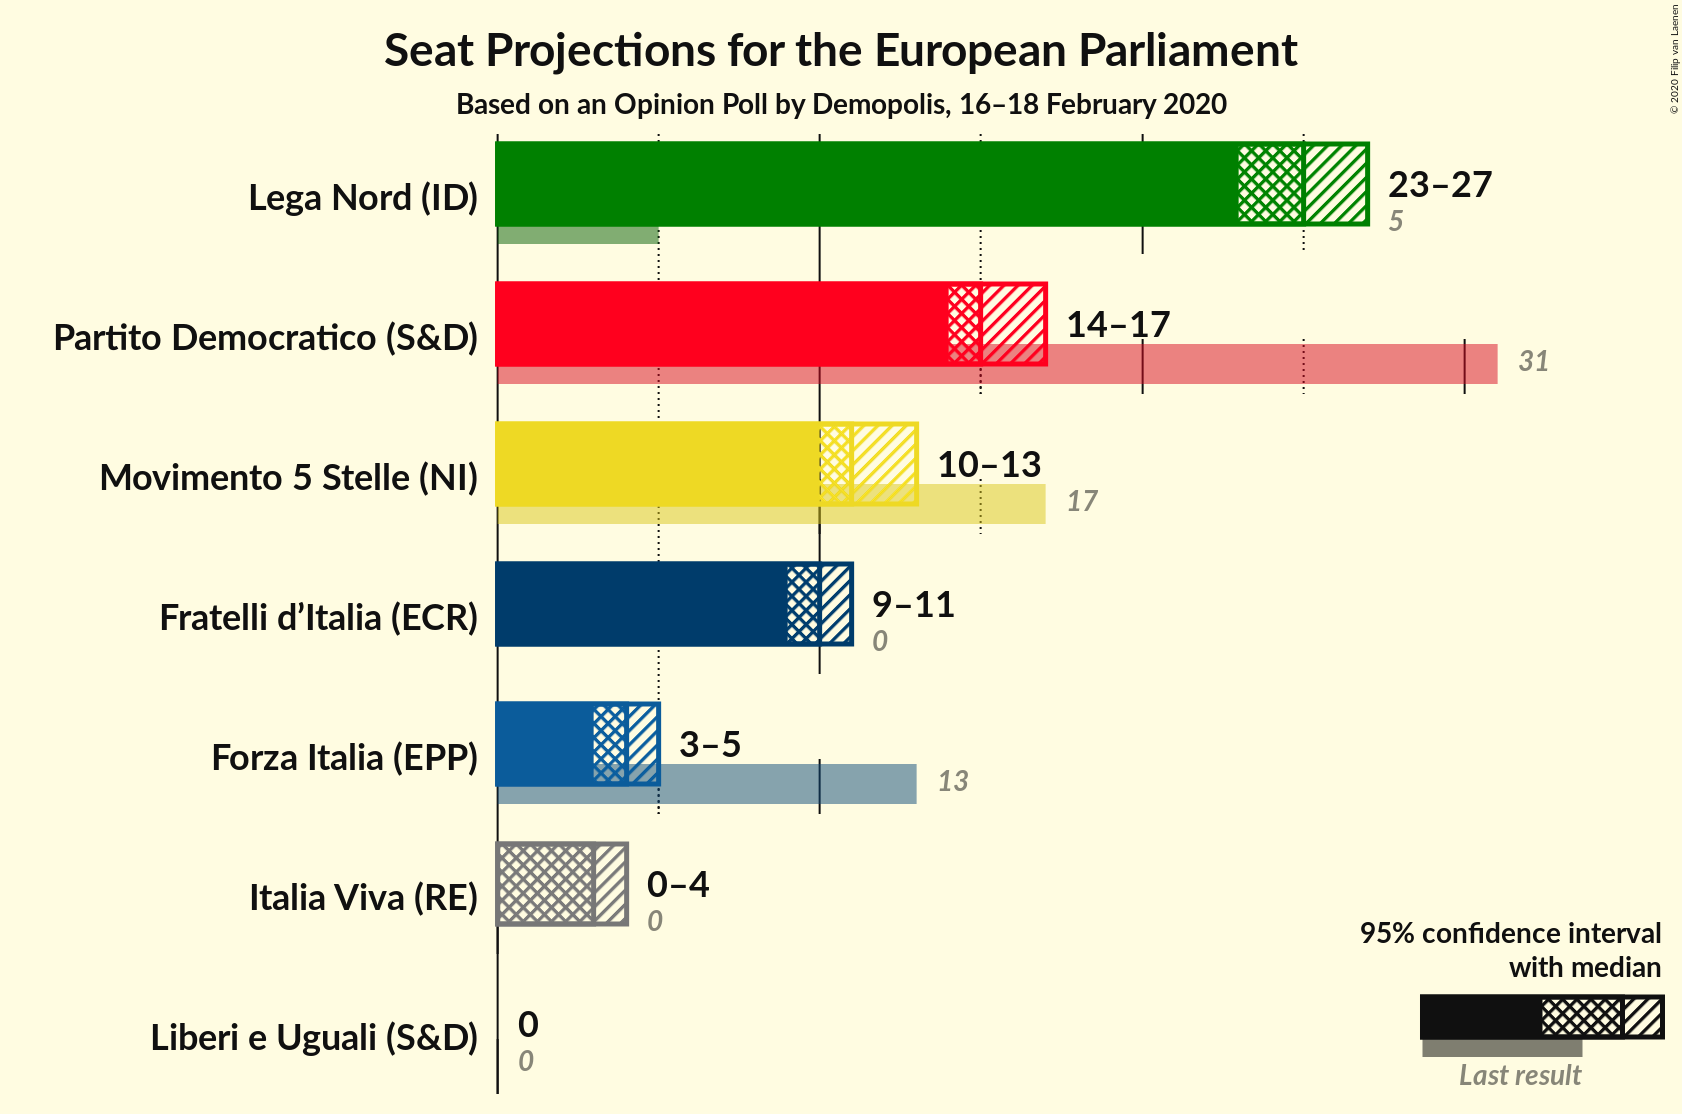 Seat Projections for the European Parliament
Based on an Opinion Poll by Demopolis, 16–18 February 2020
© 2020 Filip van Laenen
Lega Nord (ID)
23–27
5
Partito Democratico (S&D)
14–17
31
Movimento 5 Stelle (NI)
10–13
17
Fratelli d’Italia (ECR)
9–11
0
Forza Italia (EPP)
3–5
13
Italia Viva (RE)
0–4
0
Liberi e Uguali (S&D)
0
0
95% confidence interval
with median
Last result